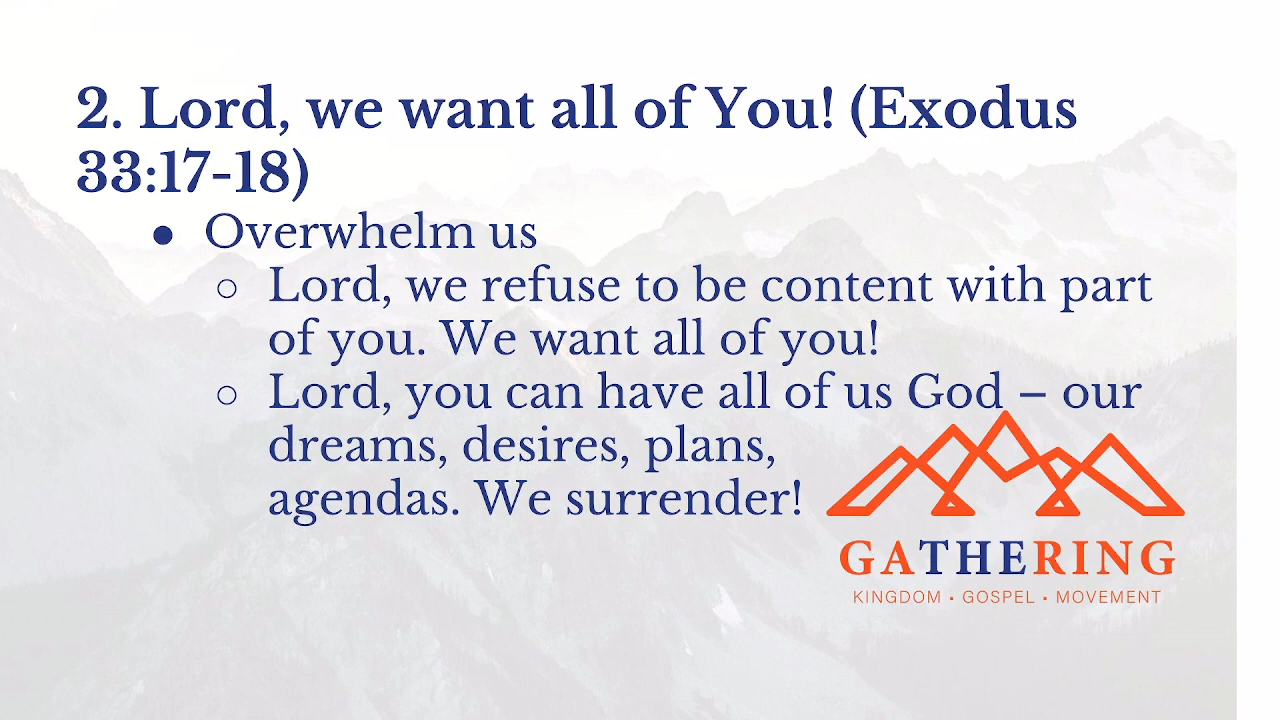 2. Lord, we want all of You! (Exodus
33:17-18)
● Overwhelm us
○ Lord, we refuse to be content with part
of you. We want all of you!
○ Lord, you can have all of us God – our
dreams, desires, plans,
agendas. We surrender!
GATHERING
KINGDOM • GOSPEL • MOVEMENT